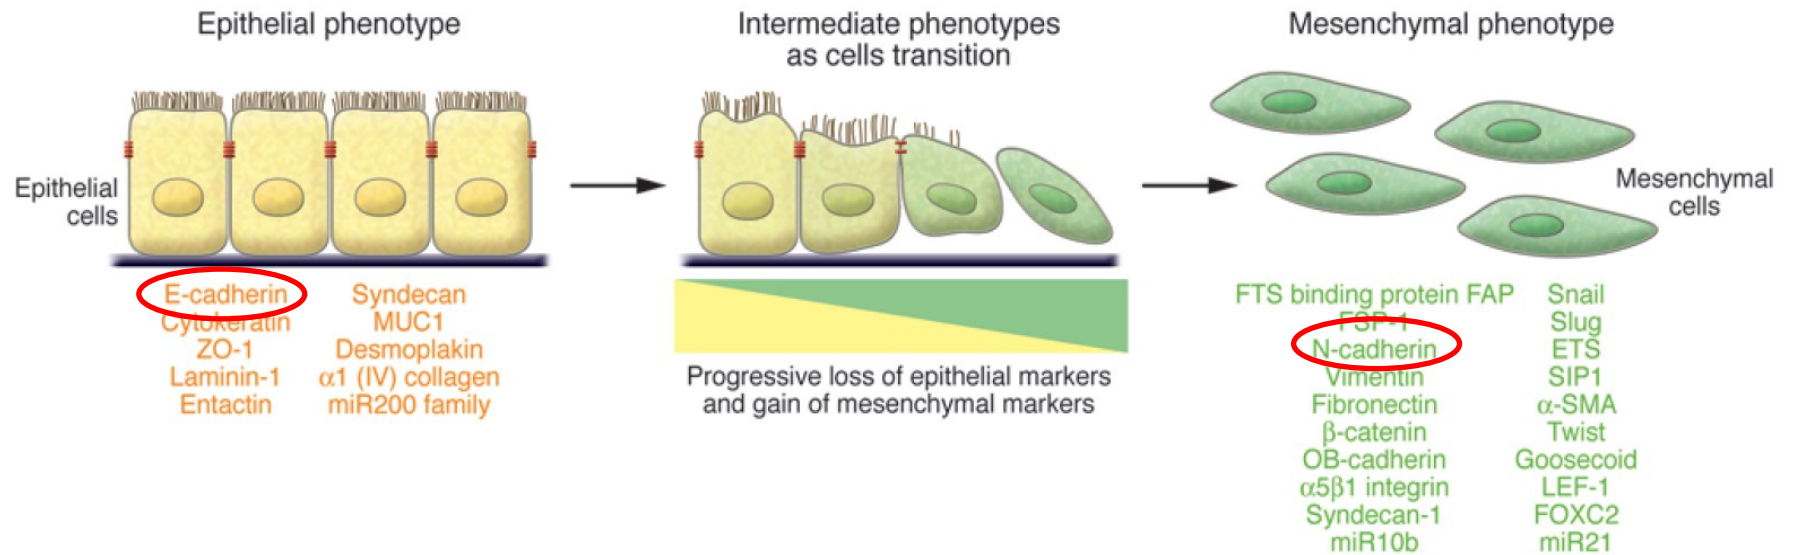 Epithelial phenotype
Intermediate phenotypes
as cells transition
Mesenchymal phenotype
Epithelial
cells
Mesenchymal
cells
E-cadherin
Cytokeratin
ZO-1
Laminin-1
Entactin
Syndecan
MUC1
Desmoplakin
α1 (IV) collagen
miR200 family
Progressive loss of epithelial markers
and gain of mesenchymal markers
FTS binding protein FAP
FSP-1
N-cadherin
Vimentin
Fibronectin
β-catenin
OB-cadherin
α5β1 integrin
Syndecan-1
miR10b
Snail
Slug
ETS
SIP1
α-SMA
Twist
Goosecoid
LEF-1
FOXC2
miR21